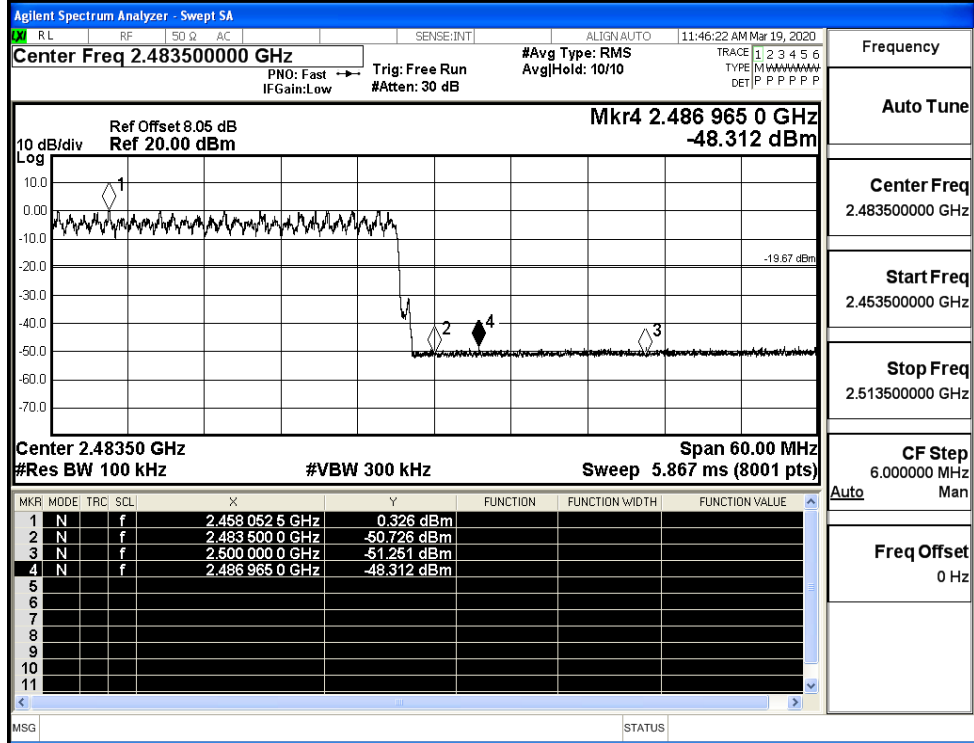 Agilent Spectrum Analyzer - Swept SA
LXI RL RF 50 Ω AC SENSE:INT ALIGNAUTO 11:46:22 AM Mar 19, 2020
Center Freq 2.483500000 GHz
PNO: Fast
IFGain:Low
Trig: Free Run
#Atten: 30 dB
#Avg Type: RMS
Avg|Hold: 10/10
TRACE 1 2 3 4 5 6
TYPE MWWWWW
DET P P P P P P
Ref Offset 8.05 dB
10 dB/div Ref 20.00 dBm
Log
Mkr4 2.486 965 0 GHz
-48.312 dBm
10.0
0.00
-10.0
-20.0
-30.0
-40.0
-50.0
-60.0
-70.0
1
2
4
3
-19.67 dBm
Center 2.48350 GHz Span 60.00 MHz
#Res BW 100 kHz #VBW 300 kHz Sweep 5.867 ms (8001 pts)
MKR MODE TRC SCL X Y FUNCTION FUNCTION WIDTH FUNCTION VALUE
1 N f 2.458 052 5 GHz 0.326 dBm
2 N f 2.483 500 0 GHz -50.726 dBm
3 N f 2.500 000 0 GHz -51.251 dBm
4 N f 2.486 965 0 GHz -48.312 dBm
5
6
7
8
9
10
11
MSG STATUS
Frequency
Auto Tune
Center Freq
2.483500000 GHz
Start Freq
2.453500000 GHz
Stop Freq
2.513500000 GHz
CF Step
6.000000 MHz
Auto Man
Freq Offset
0 Hz